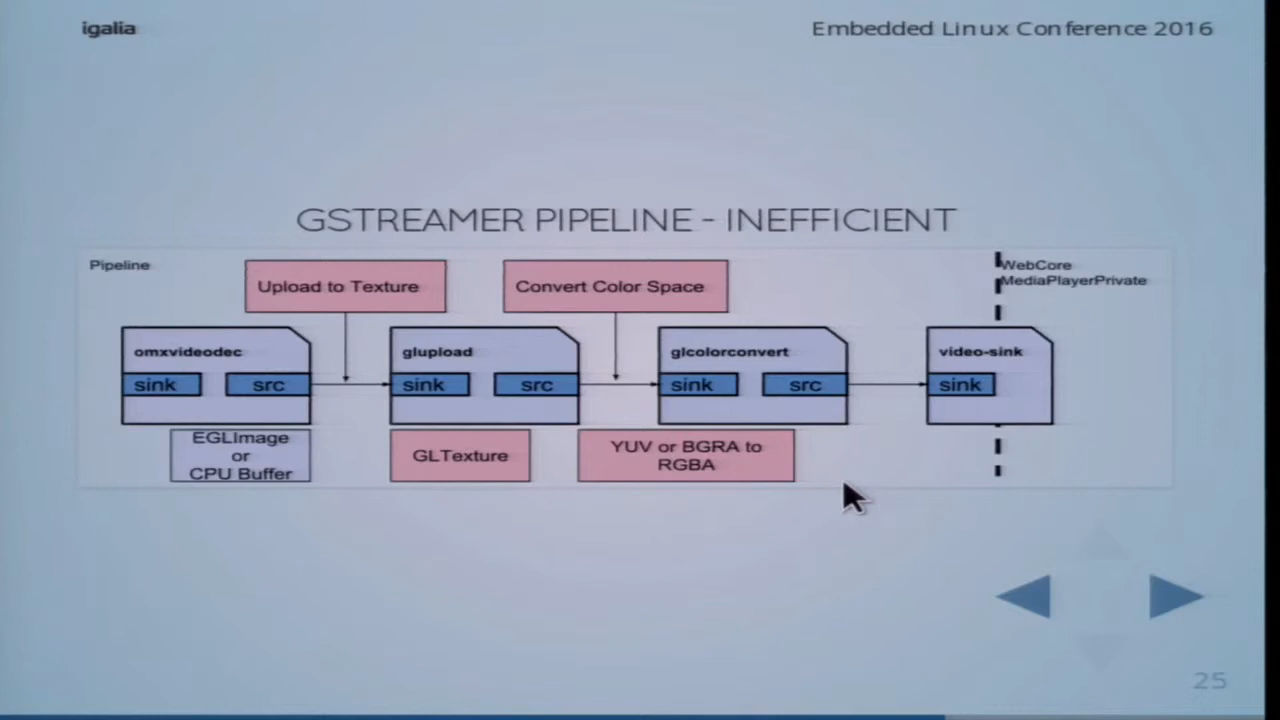 igalia
Embedded Linux Conference 2016
GSTREAMER PIPELINE - INEFFICIENT
Pipeline
Upload to Texture
Convert Color Space
WebCore
MediaPlayerPrivate
omxvideodec
sink
src
glupload
sink
src
glcolorconvert
sink
src
video-sink
sink
EGLImage
or
CPU Buffer
GLTexture
YUV or BGRA to
RGBA
25